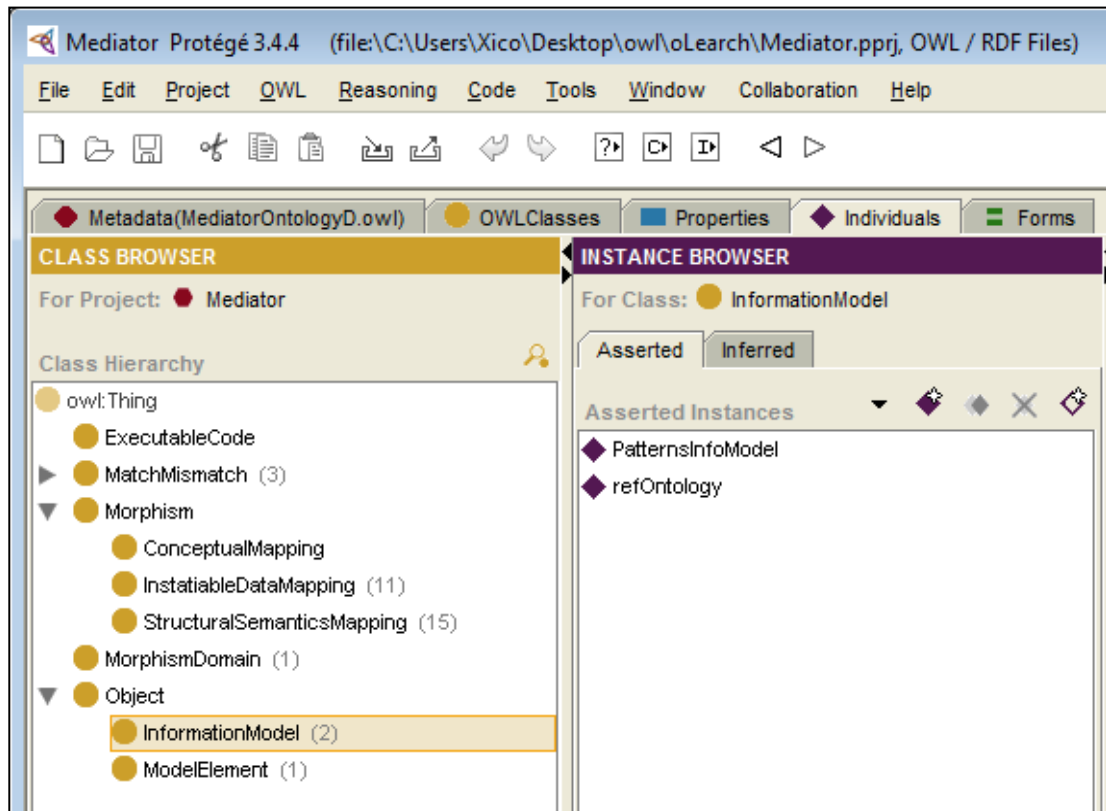 Mediator Protégé 3.4.4 (file:\C:\Users\Xico\Desktop\owl\oLearch\Mediator.pprj, OWL / RDF Files)
File Edit Project OWL Reasoning Code Tools Window Collaboration Help
Metadata(MediatorOntologyD.owl) OWLClasses Properties Individuals Forms
CLASS BROWSER
For Project: Mediator
Class Hierarchy
owl:Thing
ExecutableCode
MatchMismatch (3)
Morphism
ConceptualMapping
InstatiableDataMapping (11)
StructuralSemanticsMapping (15)
MorphismDomain (1)
Object
InformationModel (2)
ModelElement (1)
INSTANCE BROWSER
For Class: InformationModel
Asserted Inferred
Asserted Instances
PatternsInfoModel
refOntology